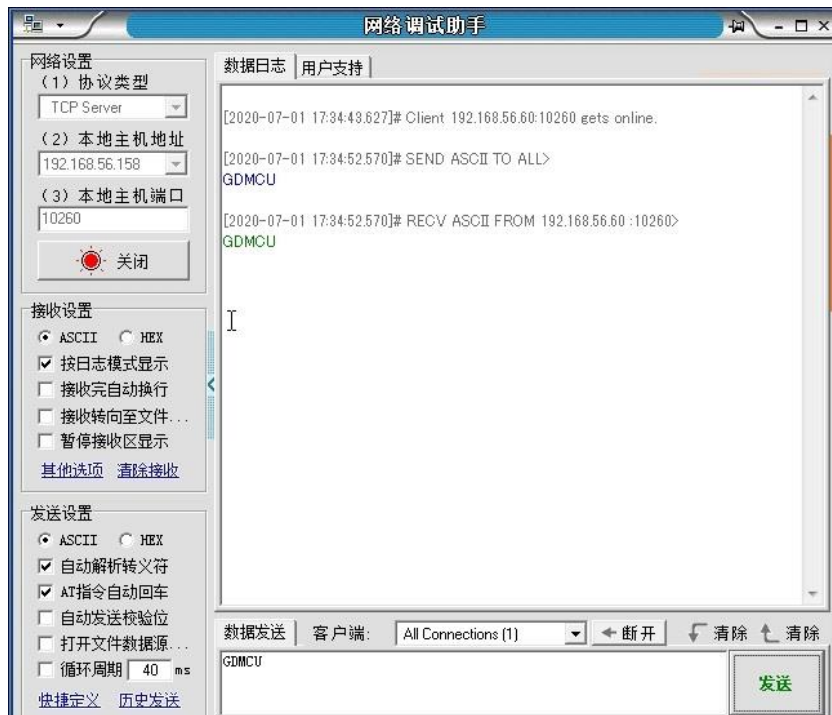 网络调试助手
网络设置
(1) 协议类型
TCP Server
(2) 本地主机地址
192.168.56.158
(3) 本地主机端口
10260
关闭
接收设置
ASCII HEX
按日志模式显示
接收完自动换行
接收转向至文件...
暂停接收区显示
其他选项 清除接收
发送设置
ASCII HEX
自动解析转义符
AT指令自动回车
自动发送校验位
打开文件数据源...
循环周期 40 ms
快捷定义 历史发送
数据日志 用户支持
[2020-07-01 17:34:43.627]# Client 192.168.56.60:10260 gets online.
[2020-07-01 17:34:52.570]# SEND ASCII TO ALL>
GDMCU
[2020-07-01 17:34:52.570]# RECV ASCII FROM 192.168.56.60 :10260>
GDMCU
数据发送 客户端: All Connections (1) 断开 清除 清除
GDMCU
发送